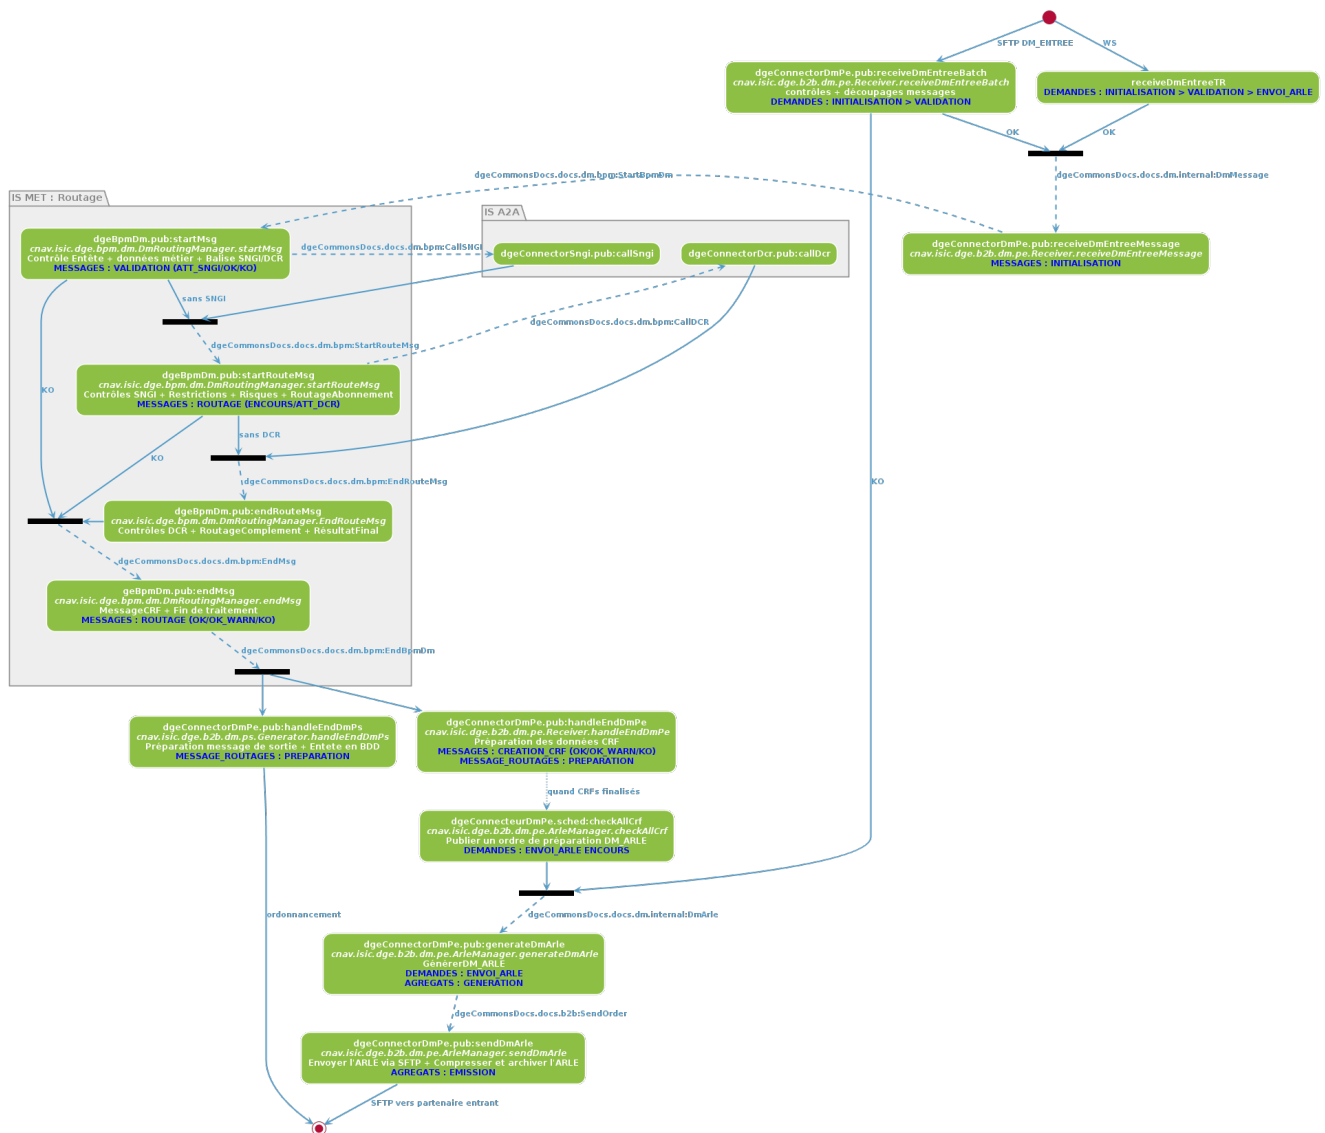 SFTP DM_ENTREE
WS
dgeConnectorDmPe.pub:receiveDmEntreeBatch
cnav.isic.dge.b2b.dm.pe.Receiver.receiveDmEntreeBatch
contrôles + découpages messages
DEMANDES : INITIALISATION > VALIDATION
receiveDmEntreeTR
DEMANDES : INITIALISATION > VALIDATION > ENVOI_ARLE
OK
OK
dgeCommonsDocs.docs.dm.bpm:StartBpmDm
dgeCommonsDocs.docs.dm.internal:DmMessage
IS MET : Routage
IS A2A
dgeBpmDm.pub:startMsg
cnav.isic.dge.bpm.dm.DmRoutingManager.startMsg
Contrôle Entête + données métier + Balise SNGI/DCR
MESSAGES : VALIDATION (ATT_SNGI/OK/KO)
dgeCommonsDocs.docs.dm.bpm:CallSNGI
dgeConnectorSngi.pub:callSngi
dgeConnectorDcr.pub:callDcr
dgeConnectorDmPe.pub:receiveDmEntreeMessage
cnav.isic.dge.b2b.dm.pe.Receiver.receiveDmEntreeMessage
MESSAGES : INITIALISATION
sans SNGI
dgeCommonsDocs.docs.dm.bpm:CallDCR
dgeCommonsDocs.docs.dm.bpm:StartRouteMsg
KO
dgeBpmDm.pub:startRouteMsg
cnav.isic.dge.bpm.dm.DmRoutingManager.startRouteMsg
Contrôles SNGI + Restrictions + Risques + RoutageAbonnement
MESSAGES : ROUTAGE (ENCOURS/ATT_DCR)
sans DCR
KO
dgeCommonsDocs.docs.dm.bpm:EndRouteMsg
KO
dgeBpmDm.pub:endRouteMsg
cnav.isic.dge.bpm.dm.DmRoutingManager.EndRouteMsg
Contrôles DCR + RoutageComplement + RésultatFinal
dgeCommonsDocs.docs.dm.bpm:EndMsg
geBpmDm.pub:endMsg
cnav.isic.dge.bpm.dm.DmRoutingManager.endMsg
MessageCRF + Fin de traitement
MESSAGES : ROUTAGE (OK/OK_WARN/KO)
dgeCommonsDocs.docs.dm.bpm:EndBpmDm
dgeConnectorDmPe.pub:handleEndDmPs
cnav.isic.dge.b2b.dm.ps.Generator.handleEndDmPs
Préparation message de sortie + Entete en BDD
MESSAGE_ROUTAGES : PREPARATION
dgeConnectorDmPe.pub:handleEndDmPe
cnav.isic.dge.b2b.dm.pe.Receiver.handleEndDmPe
Préparation des données CRF
MESSAGES : CREATION_CRF (OK/OK_WARN/KO)
MESSAGE_ROUTAGES : PREPARATION
quand CRFs finalisés
dgeConnecteurDmPe.sched:checkAllCrf
cnav.isic.dge.b2b.dm.pe.ArleManager.checkAllCrf
Publier un ordre de préparation DM_ARLE
DEMANDES : ENVOI_ARLE ENCOURS
ordonnancement
dgeCommonsDocs.docs.dm.internal:DmArle
dgeConnectorDmPe.pub:generateDmArle
cnav.isic.dge.b2b.dm.pe.ArleManager.generateDmArle
GénérerDM_ARLE
DEMANDES : ENVOI_ARLE
AGREGATS : GENERATION
dgeCommonsDocs.docs.b2b:SendOrder
dgeConnectorDmPe.pub:sendDmArle
cnav.isic.dge.b2b.dm.pe.ArleManager.sendDmArle
Envoyer l'ARLE via SFTP + Compresser et archiver l'ARLE
AGREGATS : EMISSION
SFTP vers partenaire entrant